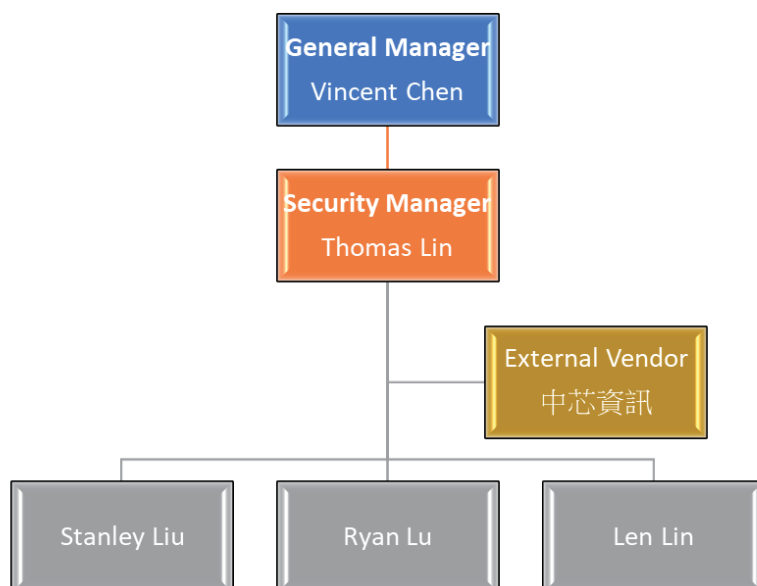 General Manager
Vincent Chen
Security Manager
Thomas Lin
External Vendor
中芯資訊
Stanley Liu
Ryan Lu
Len Lin